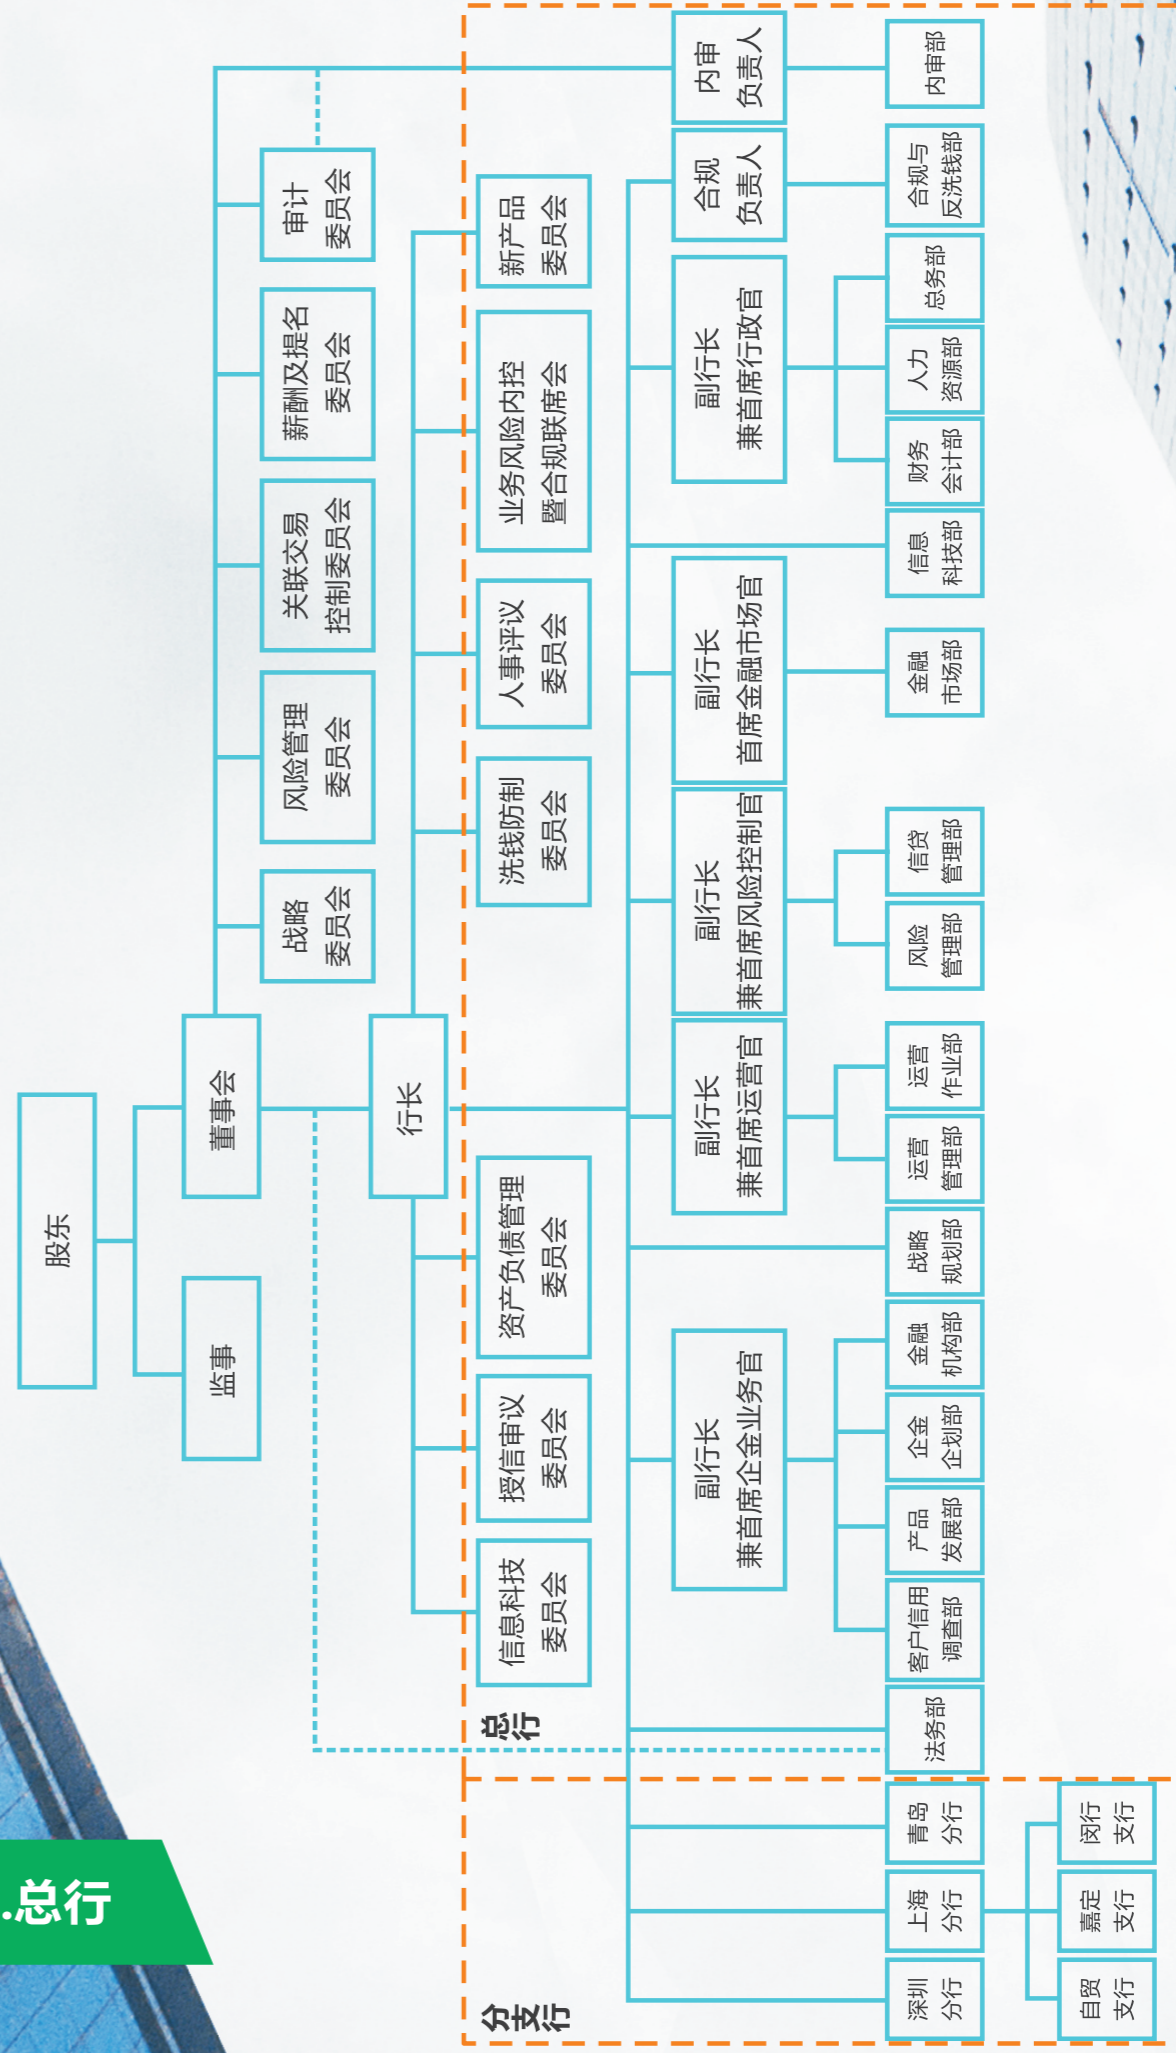 .总行
股东
监事
董事会
战略
委员会
风险管理
委员会
关联交易
控制委员会
薪酬及提名
委员会
审计
委员会
行长
总行
信息科技
委员会
授信审议
委员会
资产负债管理
委员会
洗钱防制
委员会
人事评议
委员会
业务风险内控
暨合规联席会
新产品
委员会
副行长
兼首席企金业务官
副行长
兼首席运营官
副行长
兼首席风险控制官
副行长
首席金融市场官
副行长
兼首席行政官
合规
负责人
内审
负责人
法务部
客户信用
调查部
产品
发展部
企金
企划部
金融
机构部
战略
规划部
运营
管理部
运营
作业部
风险
管理部
信贷
管理部
金融
市场部
信息
科技部
财务
会计部
人力
资源部
总务部
合规与
反洗钱部
内审部
分支行
深圳
分行
上海
分行
青岛
分行
自贸
支行
嘉定
支行
闵行
支行